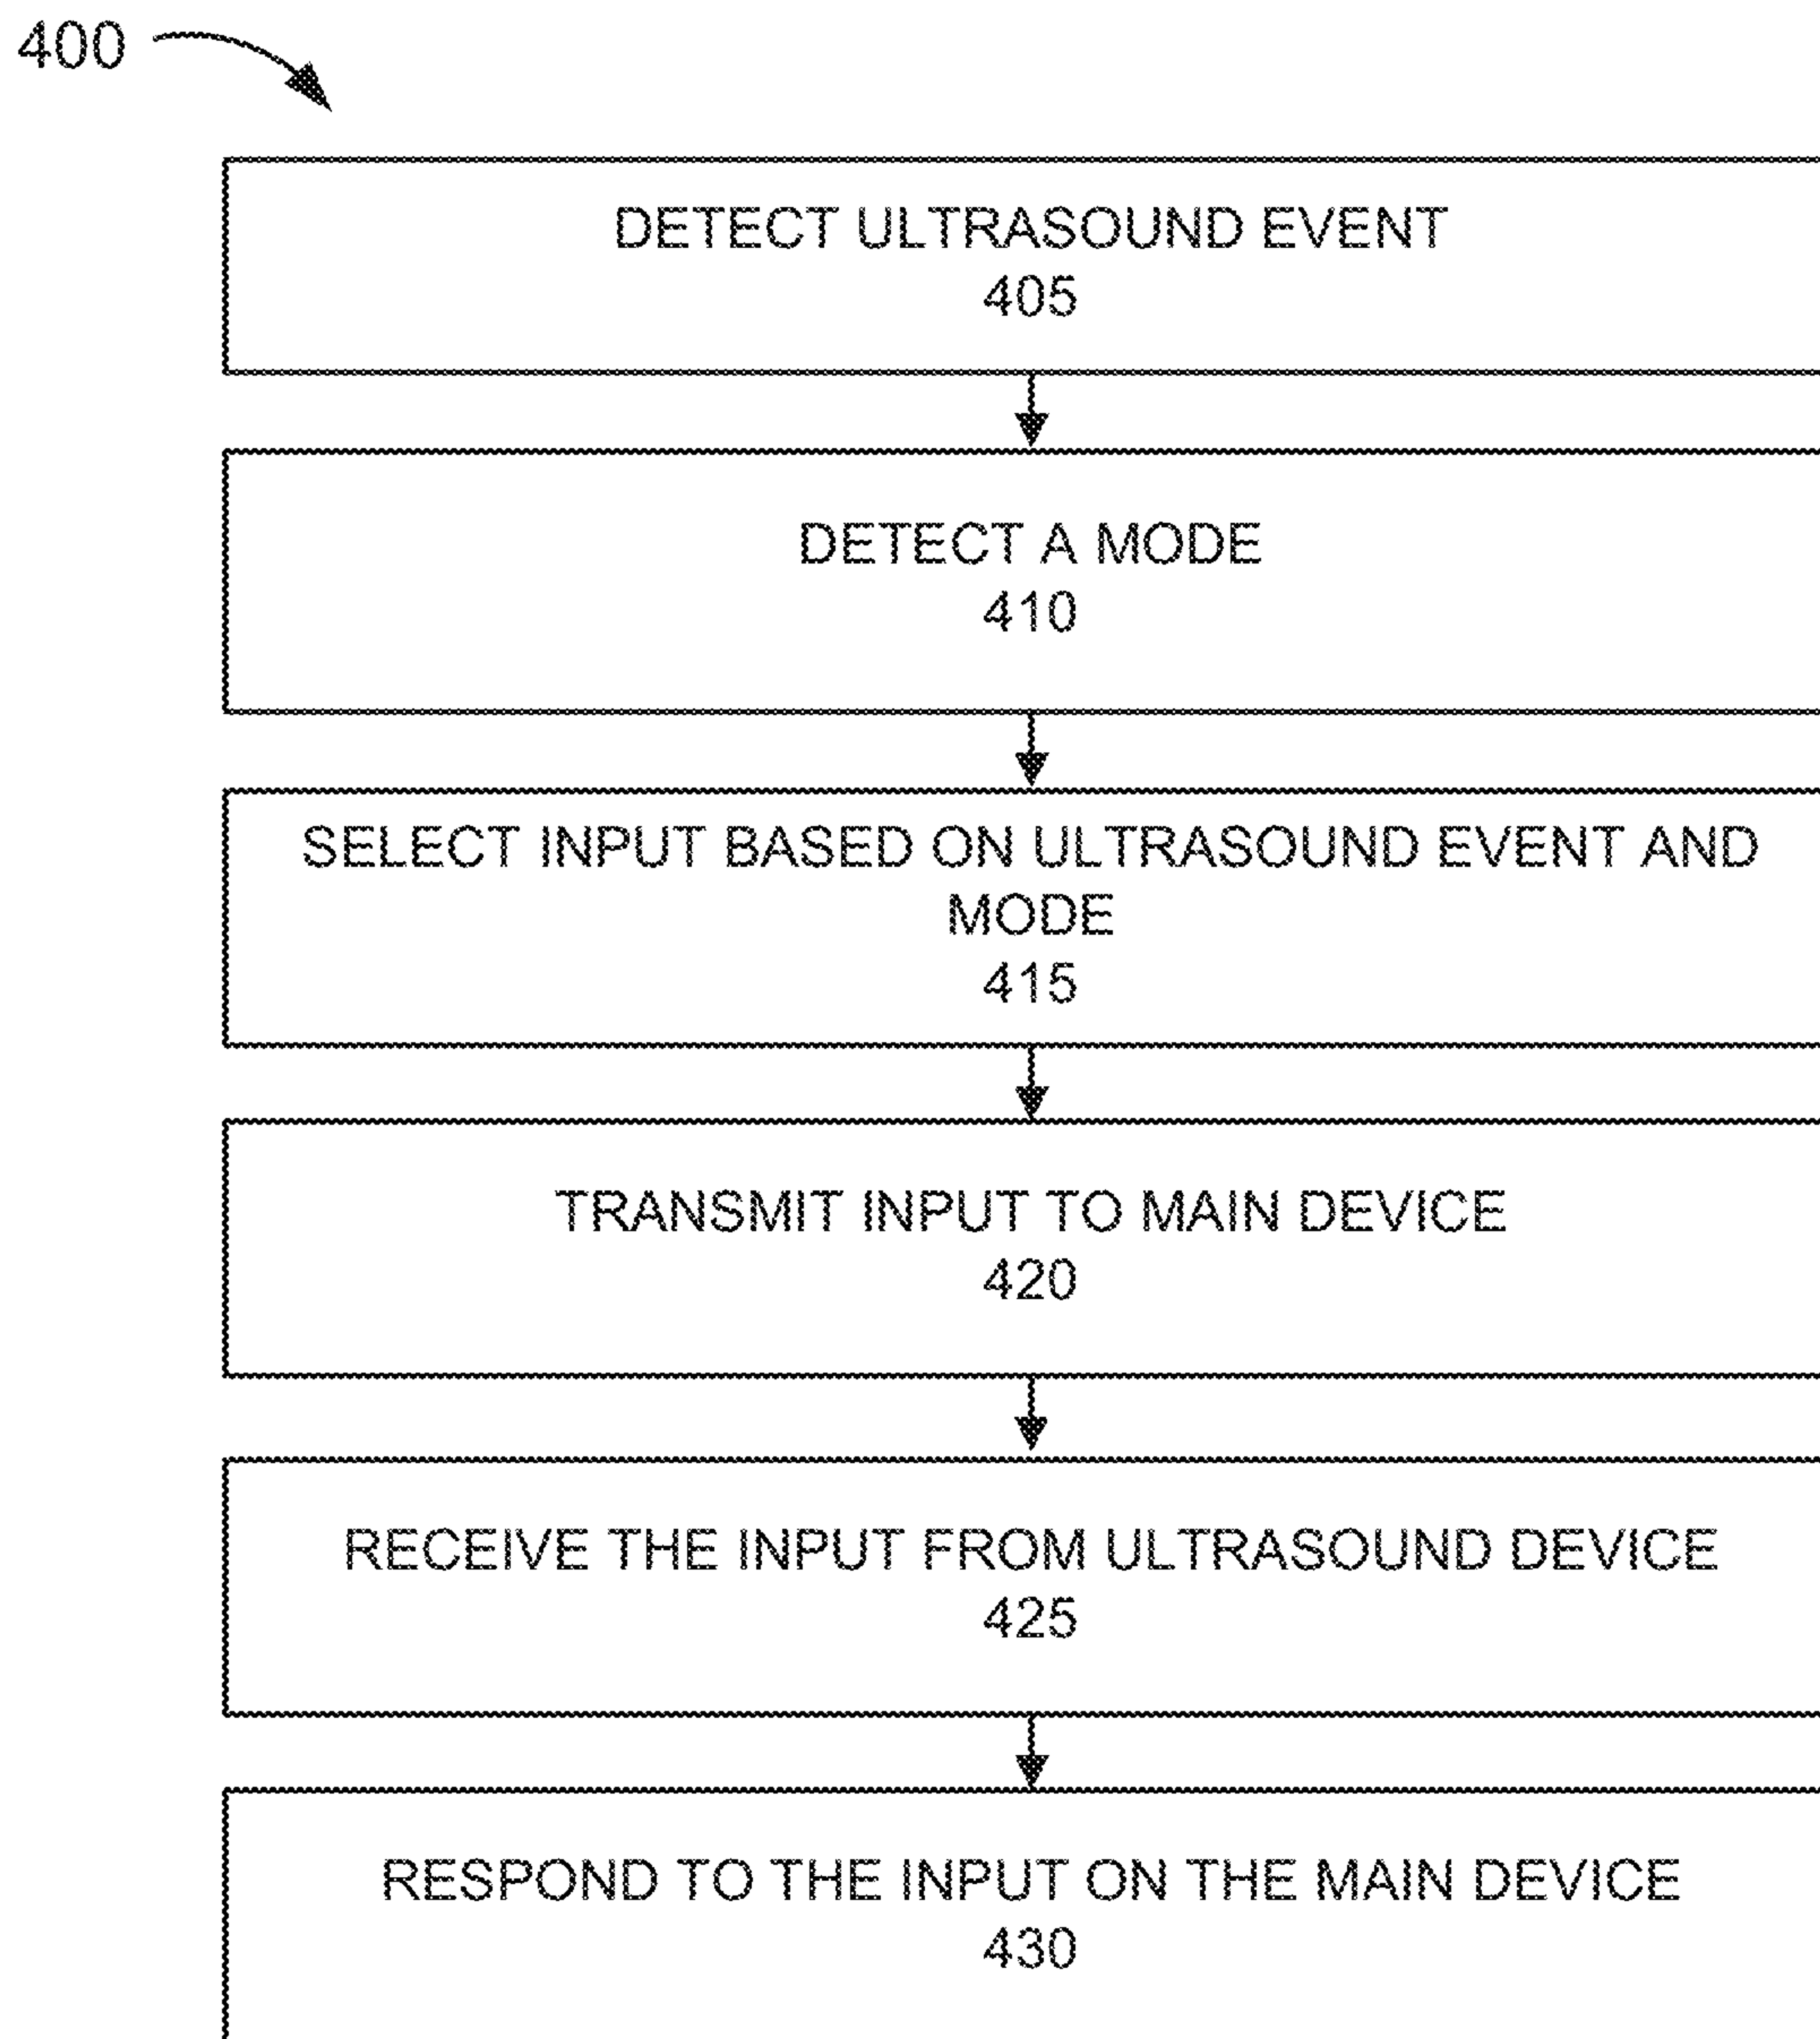 400
DETECT ULTRASOUND EVENT
405
DETECT A MODE
410
SELECT INPUT BASED ON ULTRASOUND EVENT AND
MODE
415
TRANSMIT INPUT TO MAIN DEVICE
420
RECEIVE THE INPUT FROM ULTRASOUND DEVICE
425
RESPOND TO THE INPUT ON THE MAIN DEVICE
430